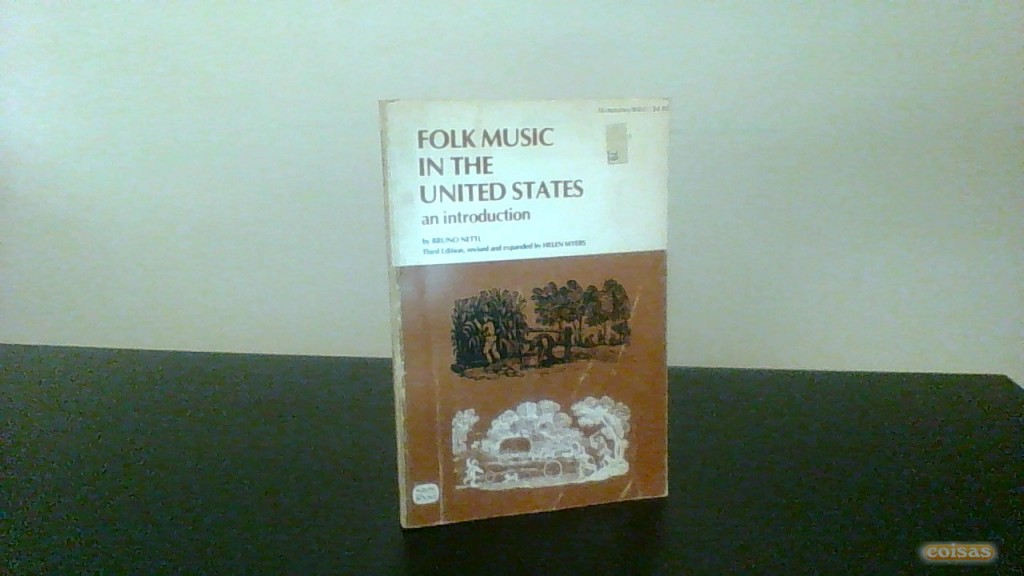 FOLK MUSIC
IN THE
UNITED STATES
an introduction
by BRUNO NETTL
Third Edition, revised and expanded by HELEN MYERS
coisas